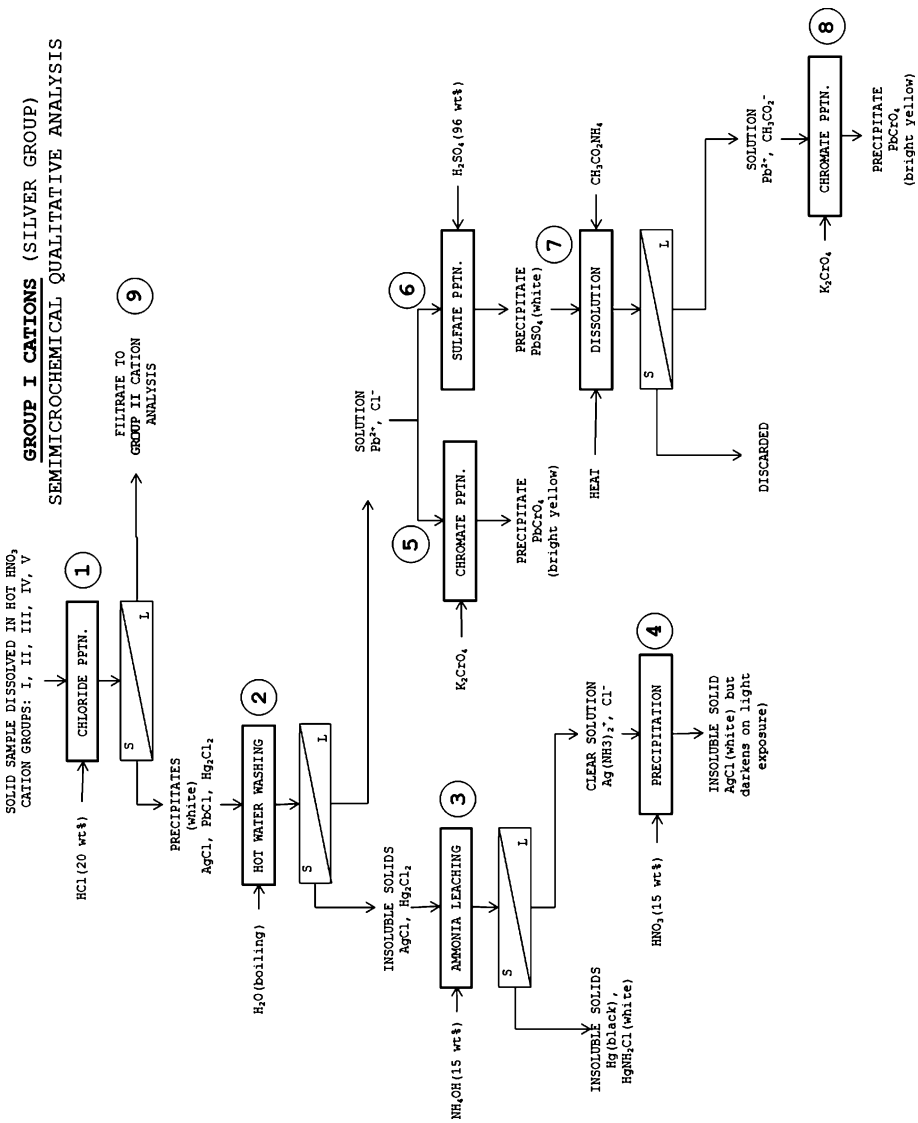 GROUP I CATIONS (SILVER GROUP)
SEMIMICROCHEMICAL QUALITATIVE ANALYSIS
SOLID SAMPLE DISSOLVED IN HOT HNO₃
CATION GROUPS: I, II, III, IV, V
HCl(20 wt%)
CHLORIDE PPTN.
1
S
L
FILTRATE TO
GROUP II CATION
ANALYSIS
9
PRECIPITATES
(white)
AgCl, PbCl, Hg₂Cl₂
H₂O(boiling)
HOT WATER WASHING
2
S
L
INSOLUBLE SOLIDS
AgCl, Hg₂Cl₂
NH₄OH(15 wt%)
AMMONIA LEACHING
3
S
L
INSOLUBLE SOLIDS
Hg(black),
HgNH₂Cl(white)
CLEAR SOLUTION
Ag(NH3)₂⁺, Cl⁻
HNO₃(15 wt%)
PRECIPITATION
4
INSOLUBLE SOLID
AgCl(white) but
darkens on light
exposure)
SOLUTION
Pb²⁺, Cl⁻
5
K₂CrO₄
CHROMATE PPTN.
PRECIPITATE
PbCrO₄
(bright yellow)
6
SULFATE PPTN.
H₂SO₄(96 wt%)
PRECIPITATE
PbSO₄(white)
7
HEAT
DISSOLUTION
CH₃CO₂NH₄
S
L
DISCARDED
SOLUTION
Pb²⁺, CH₃CO₂⁻
K₂CrO₄
CHROMATE PPTN.
8
PRECIPITATE
PbCrO₄
(bright yellow)